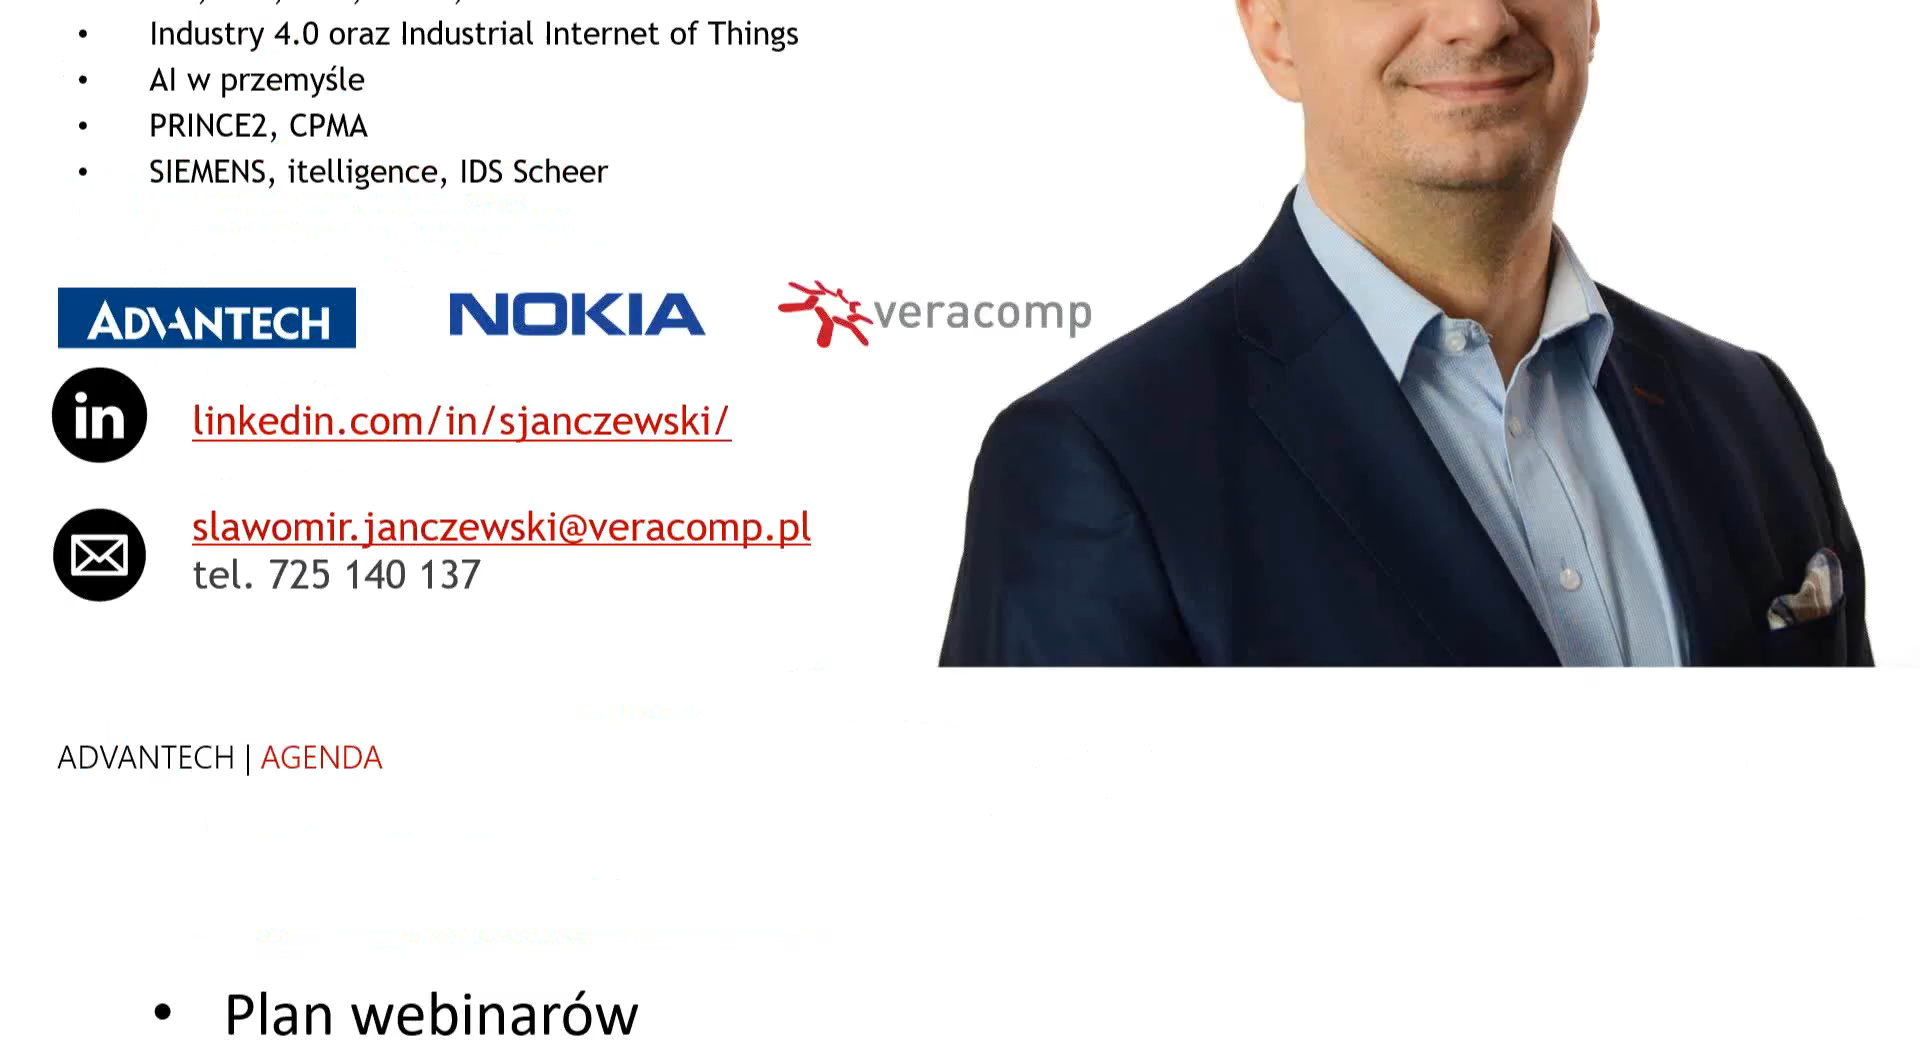 • Industry 4.0 oraz Industrial Internet of Things
• AI w przemyśle
• PRINCE2, CPMA
• SIEMENS, itelligence, IDS Scheer
ADVANTECH NOKIA veracomp
in linkedin.com/in/sjanczewski/
slawomir.janczewski@veracomp.pl
tel. 725 140 137
ADVANTECH | AGENDA
• Plan webinarów